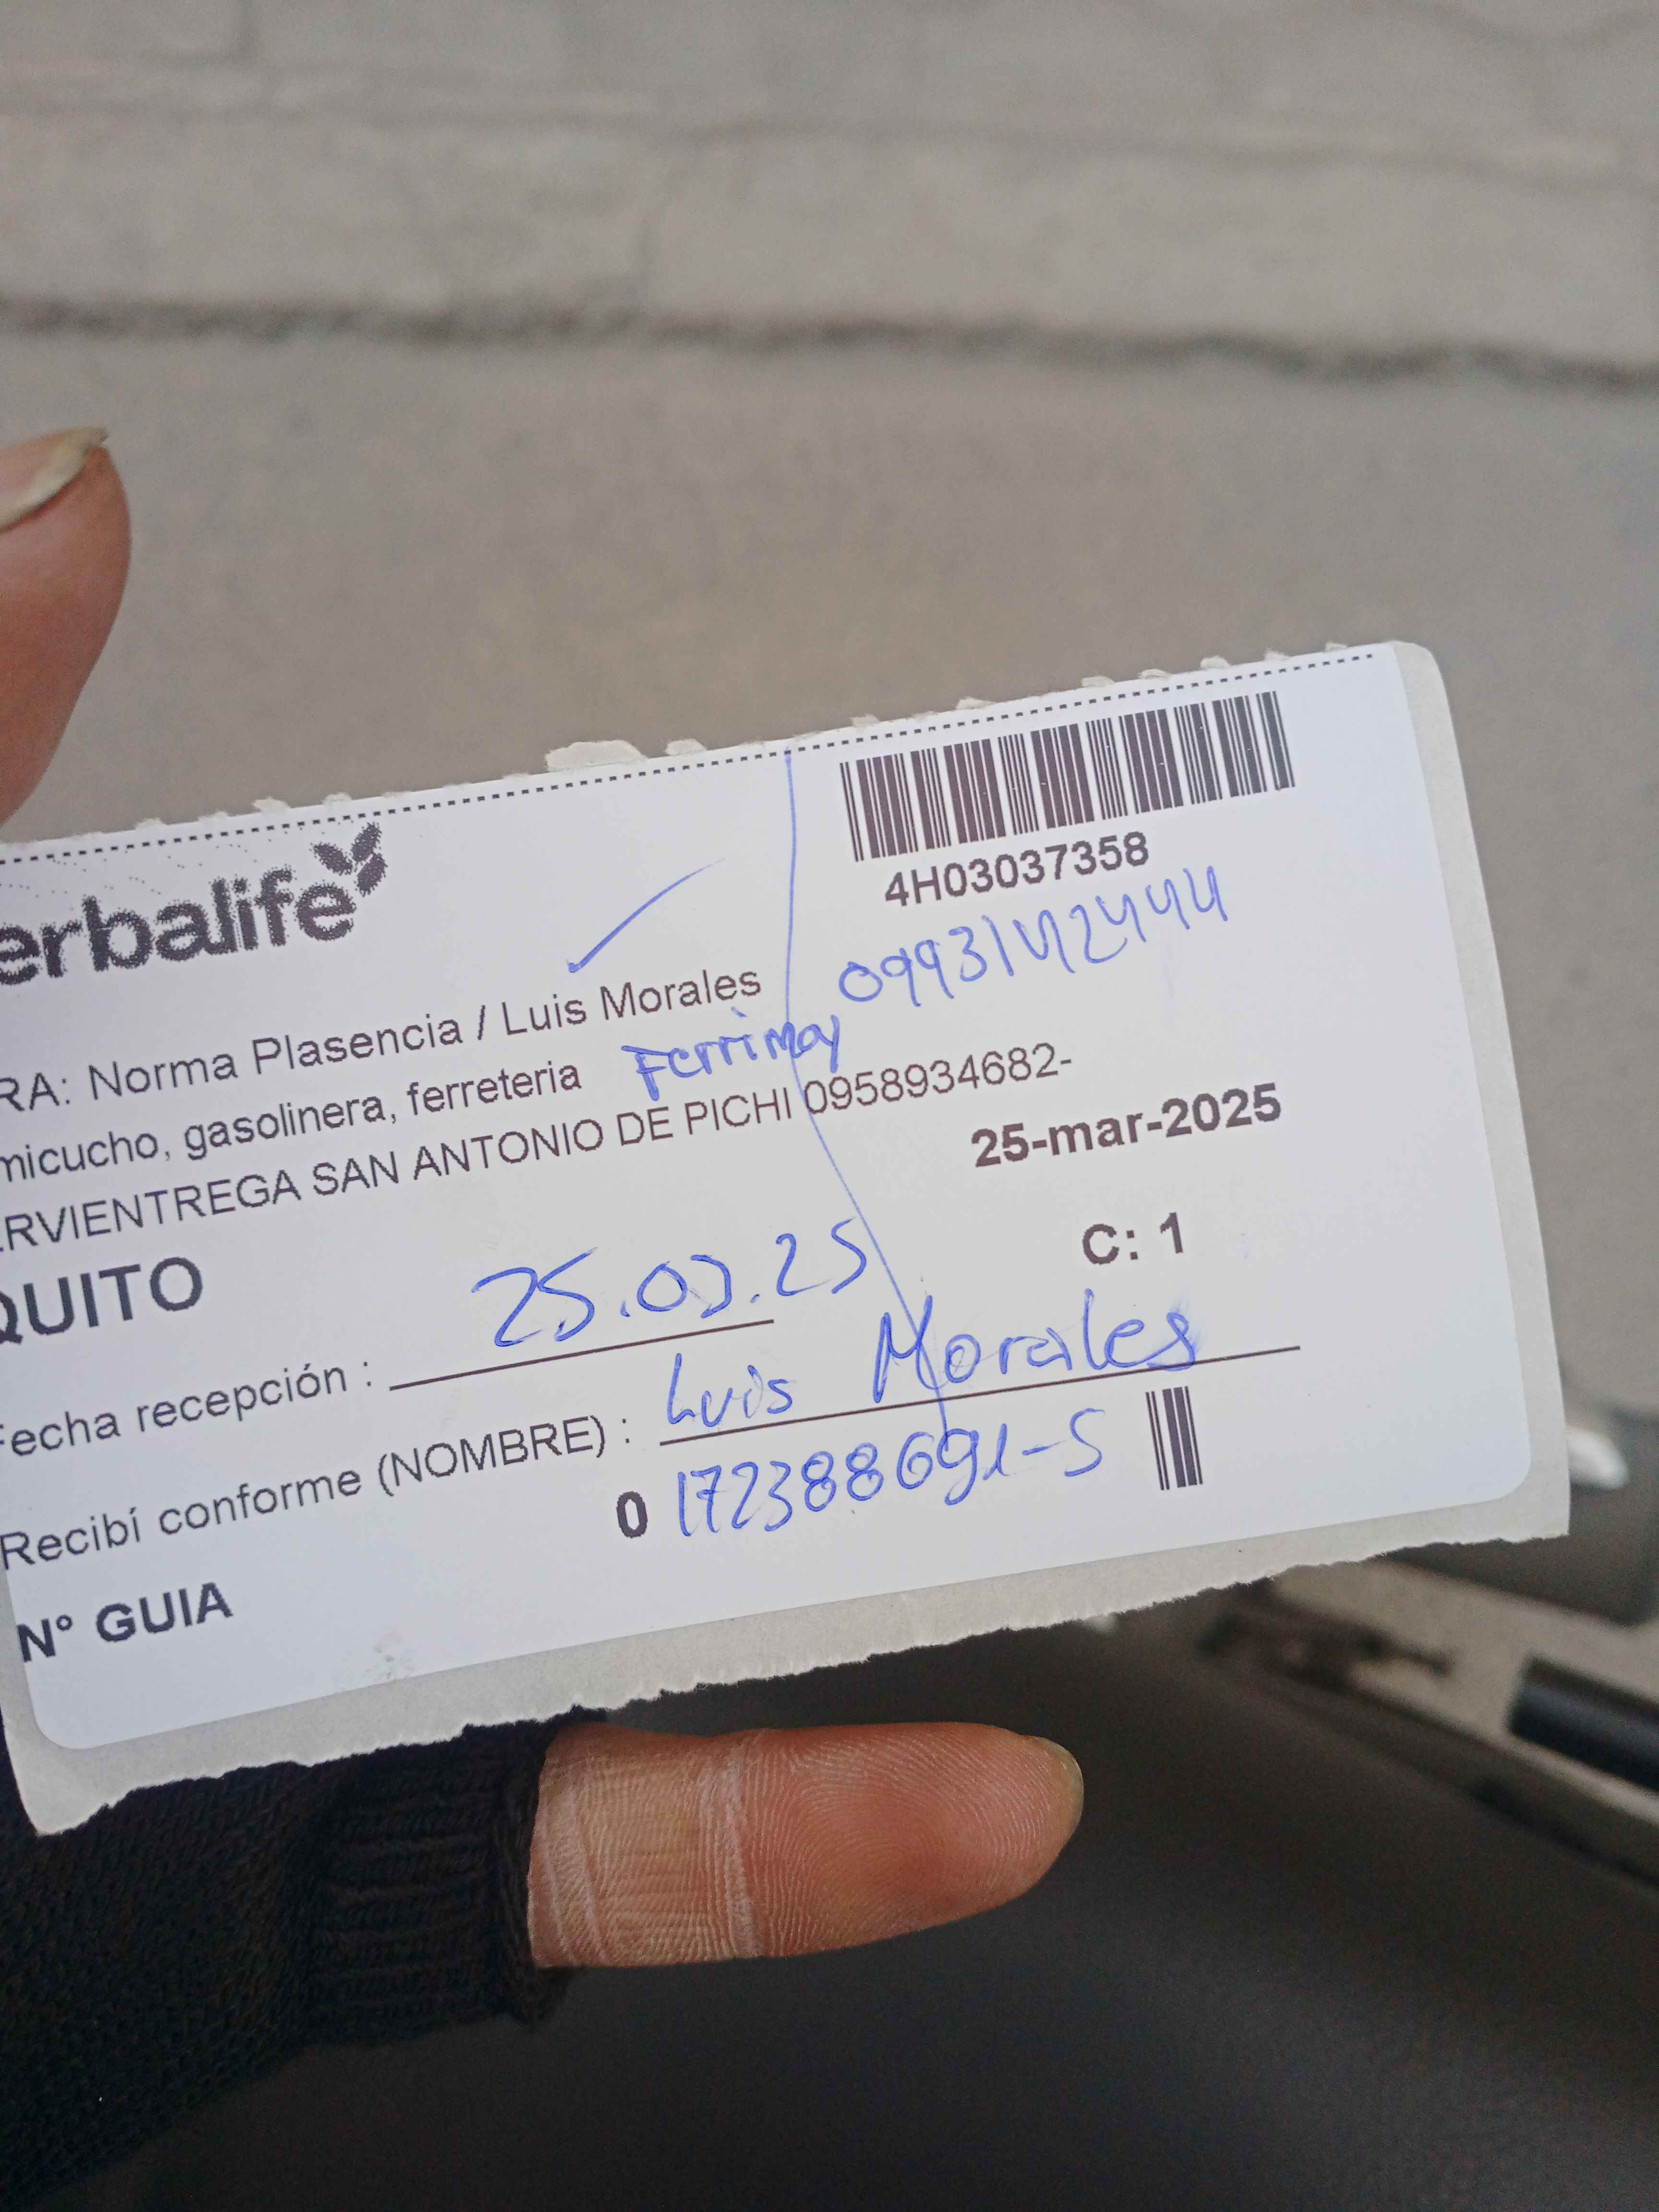 erbalife
4H03037358
0993142444
RA: Norma Plasencia / Luis Morales
micucho, gasolinera, ferreteria Ferrimay
ERVIENTREGA SAN ANTONIO DE PICHI 0958934682-
QUITO
25-mar-2025
C: 1
Fecha recepción : 25.03.25
Recibí conforme (NOMBRE) : Luis Morales
N° GUIA 0 172388691-5